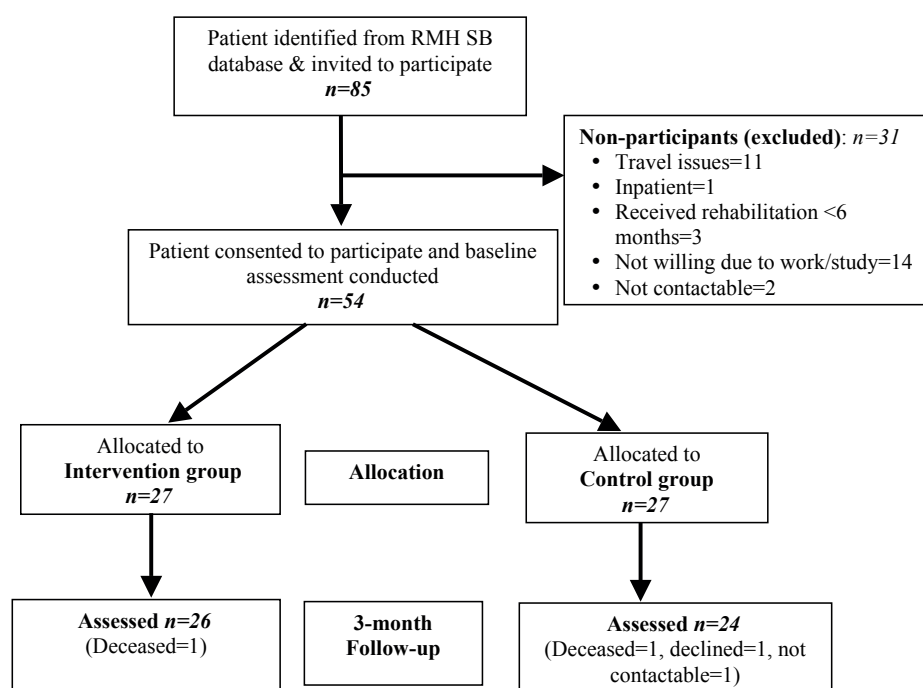 Patient identified from RMH SB
database & invited to participate
n=85
Non-participants (excluded): n=31
• Travel issues=11
• Inpatient=1
• Received rehabilitation <6
months=3
• Not willing due to work/study=14
• Not contactable=2
Patient consented to participate and baseline
assessment conducted
n=54
Allocated to
Intervention group
n=27
Allocation
Allocated to
Control group
n=27
Assessed n=26
(Deceased=1)
3-month
Follow-up
Assessed n=24
(Deceased=1, declined=1, not
contactable=1)